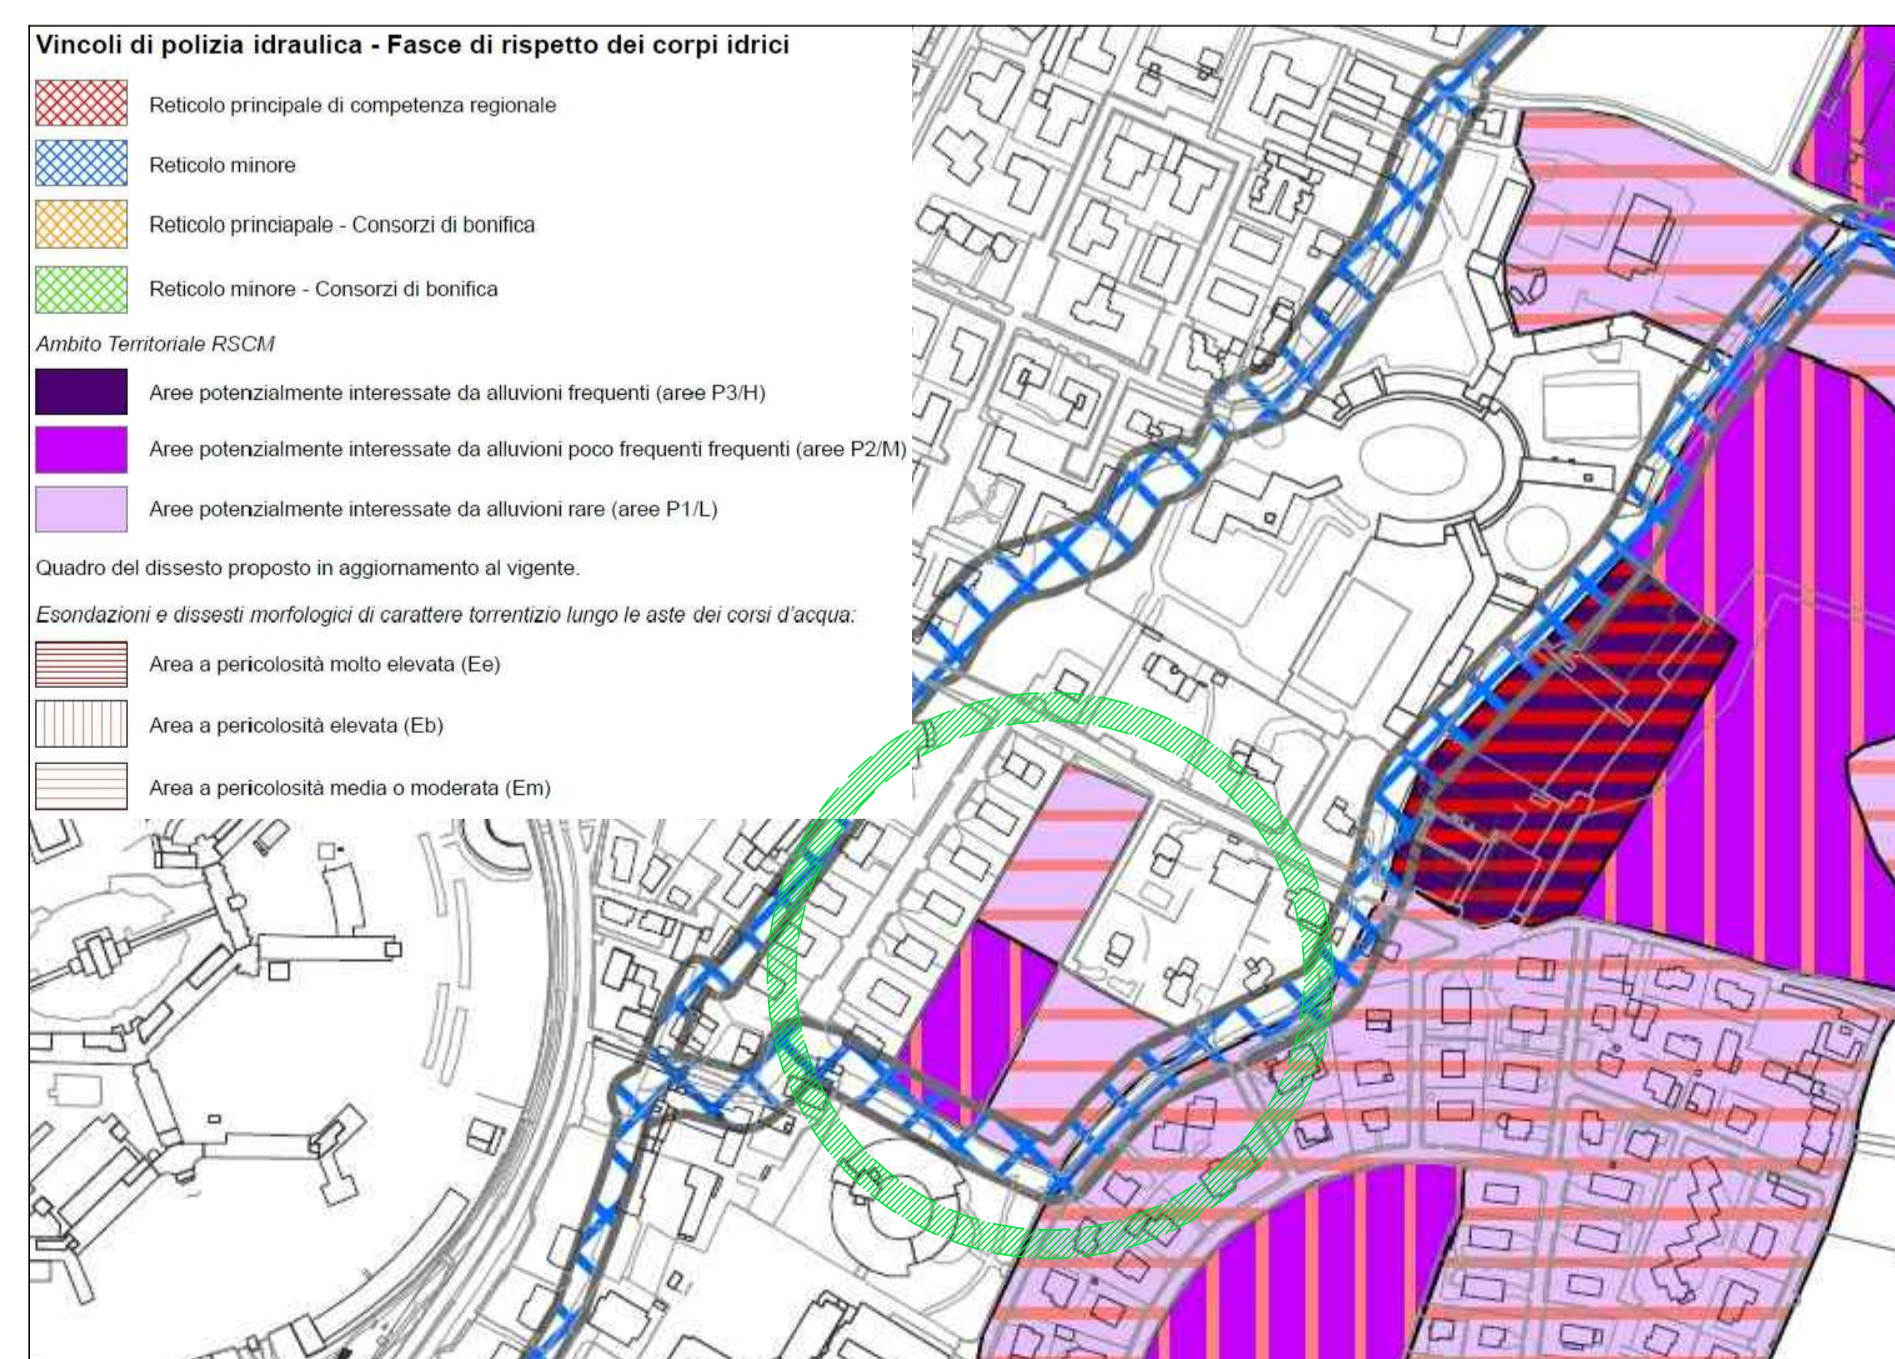 Vincoli di polizia idraulica - Fasce di rispetto dei corpi idrici
Reticolo principale di competenza regionale
Reticolo minore
Reticolo princiapale - Consorzi di bonifica
Reticolo minore - Consorzi di bonifica
Ambito Territoriale RSCM
Aree potenzialmente interessate da alluvioni frequenti (aree P3/H)
Aree potenzialmente interessate da alluvioni poco frequenti frequenti (aree P2/M)
Aree potenzialmente interessate da alluvioni rare (aree P1/L)
Quadro del dissesto proposto in aggiornamento al vigente.
Esondazioni e dissesti morfologici di carattere torrentizio lungo le aste dei corsi d'acqua:
Area a pericolosità molto elevata (Ee)
Area a pericolosità elevata (Eb)
Area a pericolosità media o moderata (Em)